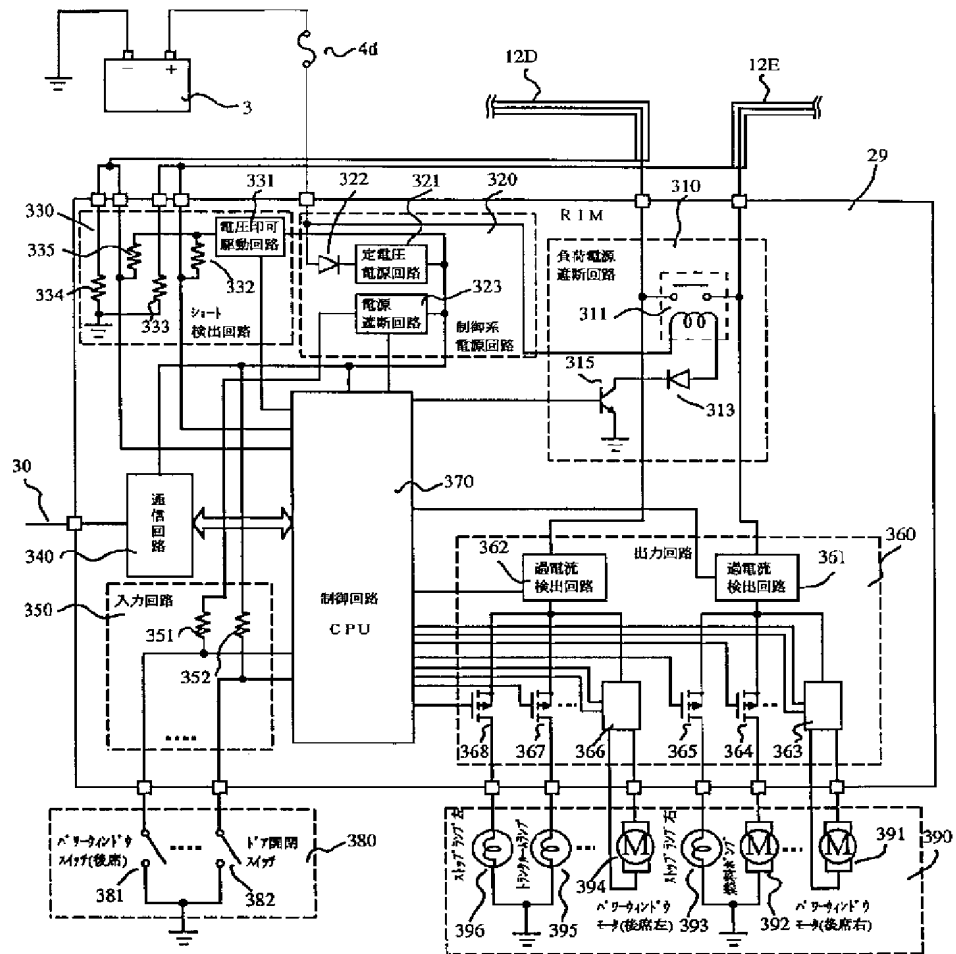 4d
12D
12E
− +
3
29
330
331
322
321
320
310
RIM
電圧印可
駆動回路
定電圧
電源回路
負荷電源
遮断回路
335
332
323
334
電源
遮断回路
311
333
ショート
検出回路
制御系
電源回路
315
313
30
370
通信回路
340
362
出力回路
360
過電流
検出回路
過電流
検出回路
361
350
入力回路
制御回路
CPU
351
352
368
367
366
365
364
363
パワーウィンドウ
スイッチ(後席)
ドア開閉
スイッチ
380
381
382
ストップランプ左
トランクルームランプ
394
M
ストップランプ右
燃料ポンプ
M
M
391
390
396
395
パワーウィンドウ
モータ(後席左)
393
392
パワーウィンドウ
モータ(後席右)